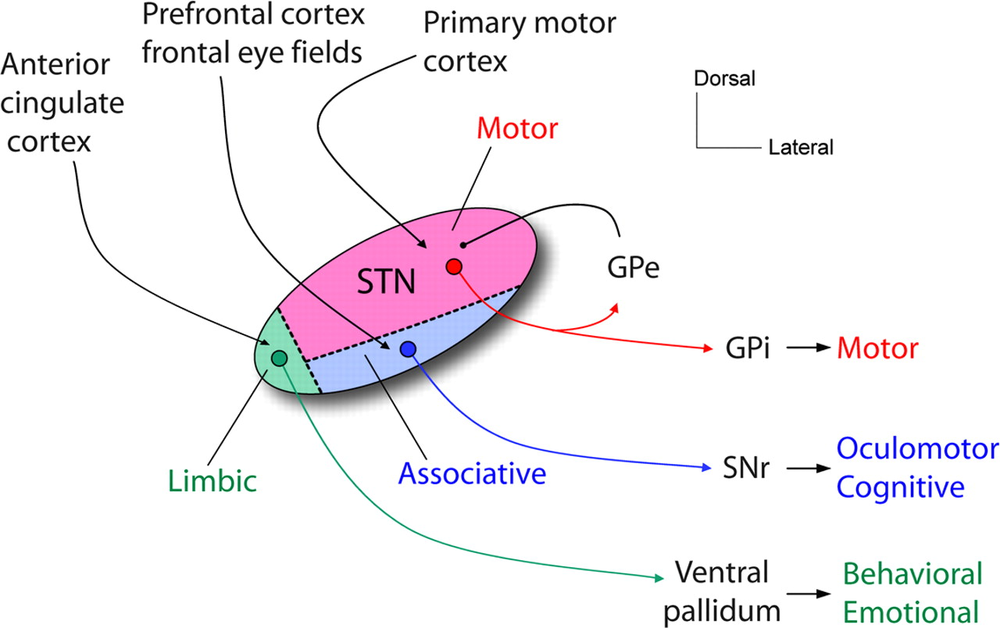 Prefrontal cortex
frontal eye fields
Primary motor
cortex
Anterior
cingulate
cortex
Dorsal
Lateral
Motor
STN
GPe
GPi
Motor
Limbic
Associative
SNr
Oculomotor
Cognitive
Ventral
pallidum
Behavioral
Emotional